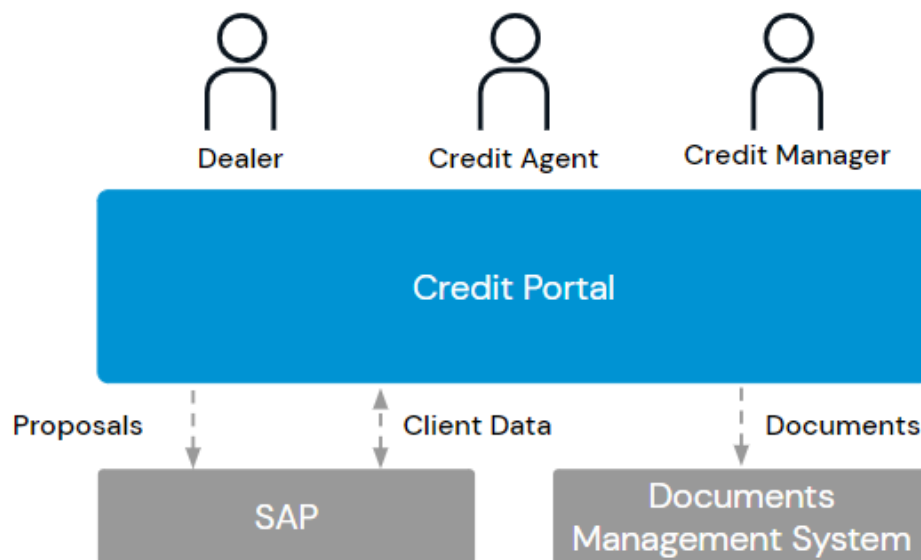 Dealer
Credit Agent
Credit Manager
Credit Portal
Proposals
Client Data
Documents
SAP
Documents
Management System